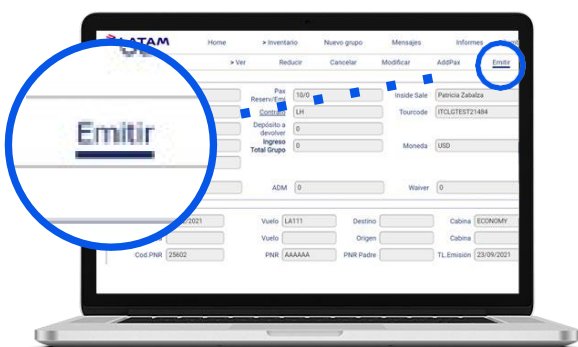 LATAM Home > Inventario Nuevo grupo Mensajes Informes
> Ver Reducir Cancelar Modificar AddPax Emitir
Pax Reserv/Emi 10/0 Inside Sale Patricia Zabalza
Contrato LH Tourcode ITCLGTEST21484
Depósito a devolver 0
Ingreso Total Grupo 0 Moneda USD
ADM 0 Waiver 0
Emitir
/2021 Vuelo LA111 Destino Cabina ECONOMY
Vuelo Origen Cabina
Cod.PNR 25602 PNR AAAAAA PNR Padre TL.Emisión 23/09/2021